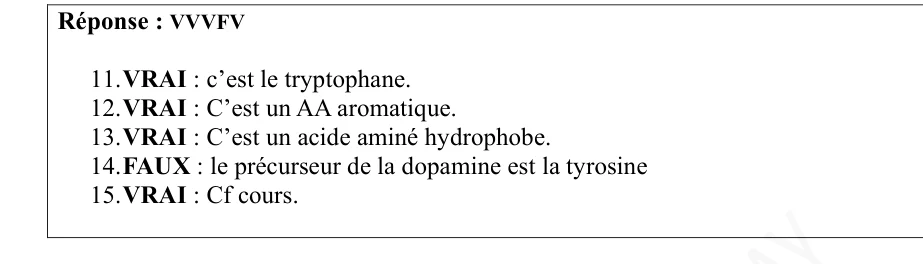 Réponse : VVVFV
11.VRAI : c’est le tryptophane.
12.VRAI : C’est un AA aromatique.
13.VRAI : C’est un acide aminé hydrophobe.
14.FAUX : le précurseur de la dopamine est la tyrosine
15.VRAI : Cf cours.